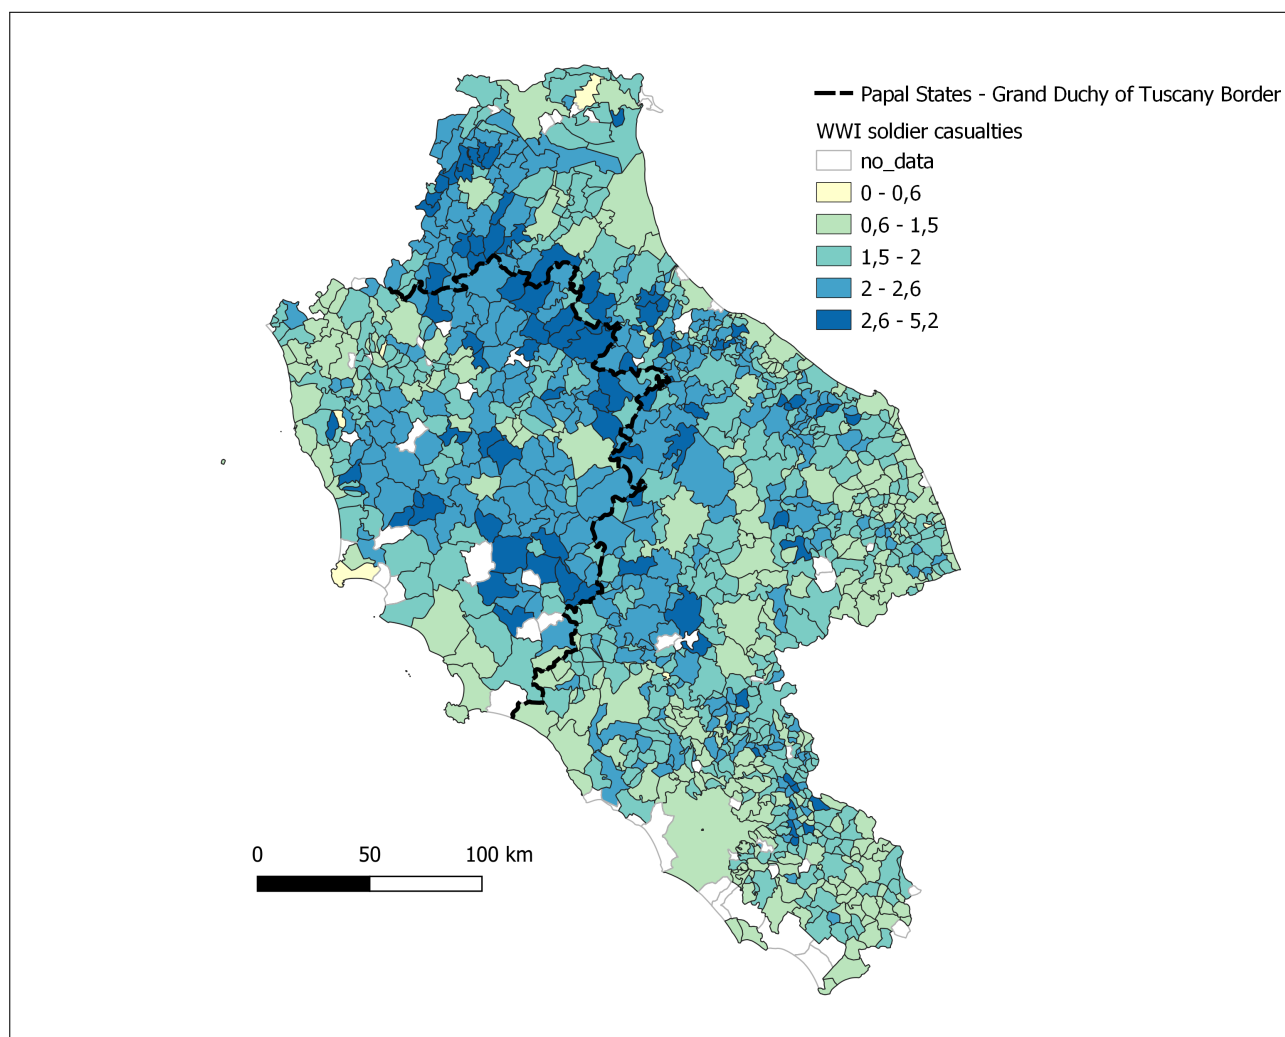 Papal States - Grand Duchy of Tuscany Border
WWI soldier casualties
no_data
0 - 0,6
0,6 - 1,5
1,5 - 2
2 - 2,6
2,6 - 5,2
0 50 100 km